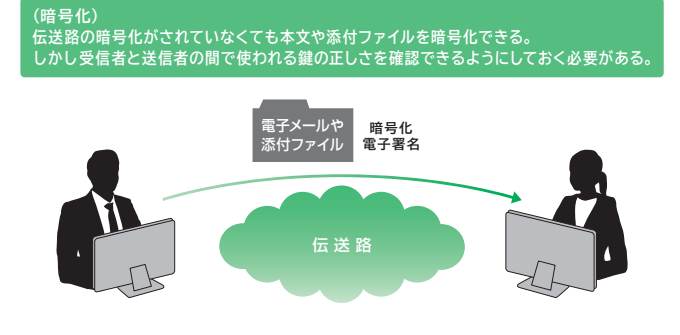 （暗号化）
伝送路の暗号化がされていなくても本文や添付ファイルを暗号化できる。
しかし受信者と送信者の間で使われる鍵の正しさを確認できるようにしておく必要がある。
電子メールや
添付ファイル
暗号化
電子署名
伝送路